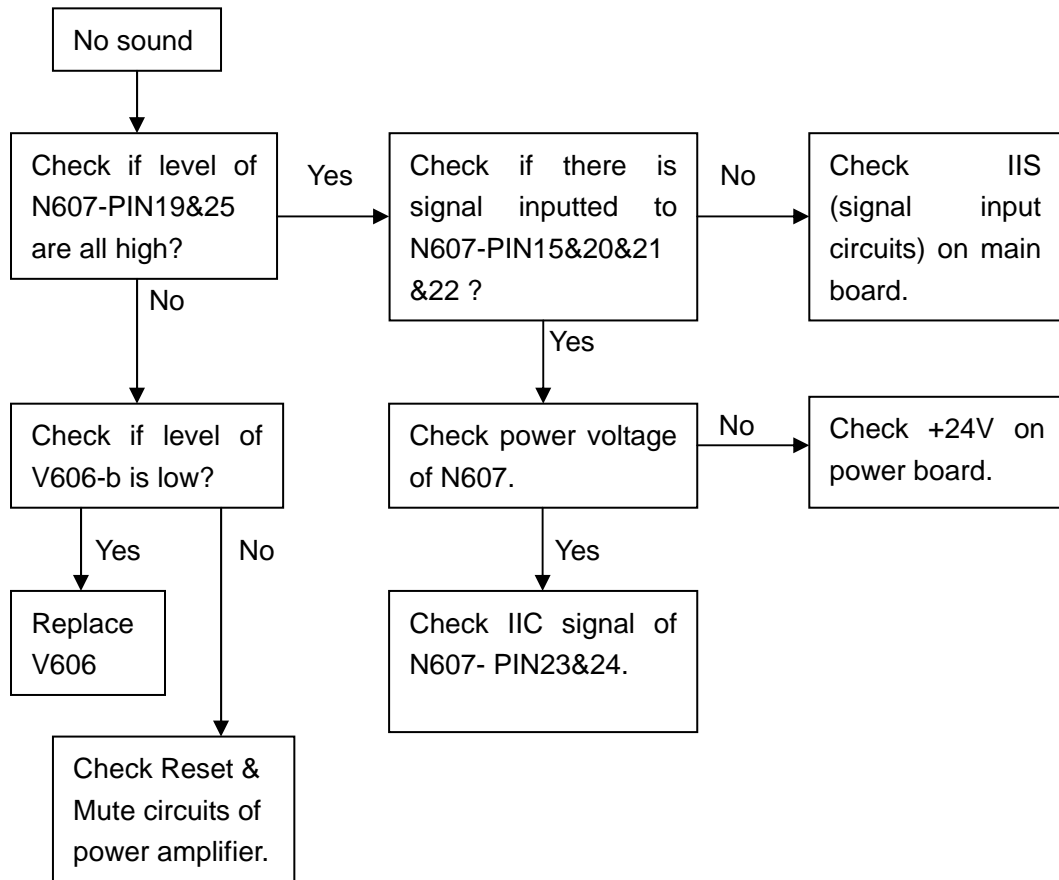 No sound
Check if level of
N607-PIN19&25
are all high?
Yes
Check if there is
signal inputted to
N607-PIN15&20&21
&22 ?
No
Check IIS
(signal input
circuits) on main
board.
No
Yes
Check if level of
V606-b is low?
Check power voltage
of N607.
No
Check +24V on
power board.
Yes
No
Yes
Replace
V606
Check IIC signal of
N607- PIN23&24.
Check Reset &
Mute circuits of
power amplifier.